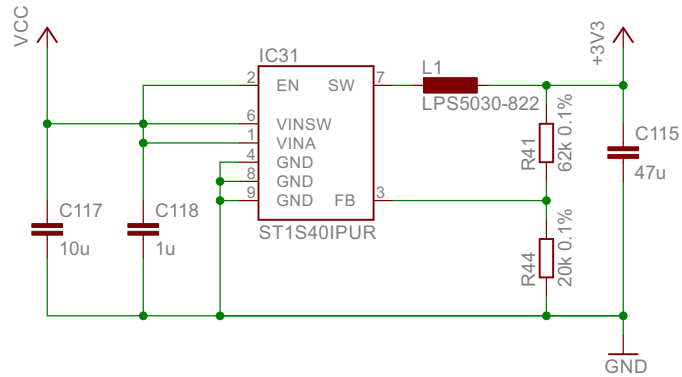 VCC
IC31
2 EN SW 7
6 VINSW
1 VINA
4 GND
8 GND
9 GND FB 3
ST1S40IPUR
L1
LPS5030-822
+3V3
R41
62k 0.1%
C115
47u
C117
10u
C118
1u
R44
20k 0.1%
GND